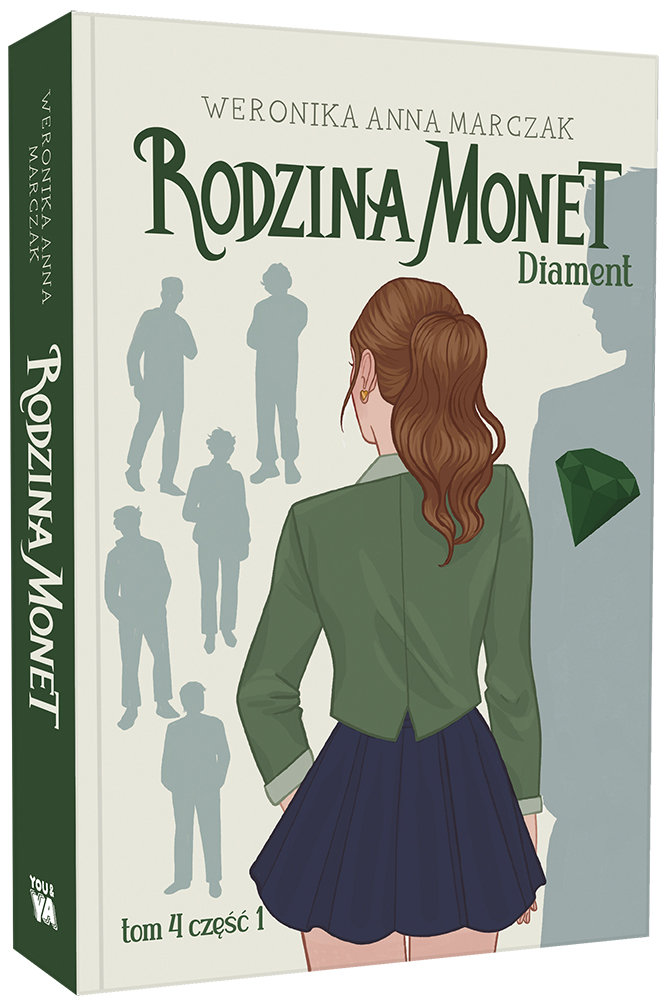 WERONIKA ANNA MARCZAK
RODZINA MONET
Diament
tom 4 część 1
WERONIKA ANNA
MARCZAK
RODZINA MONET
YOU &
YA